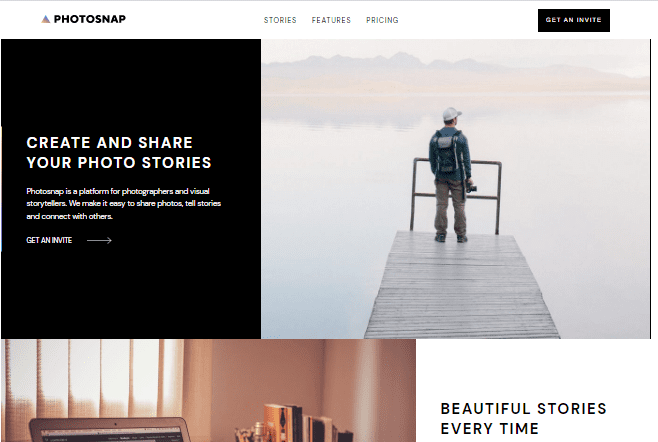 PHOTOSNAP
STORIES FEATURES PRICING
GET AN INVITE
CREATE AND SHARE
YOUR PHOTO STORIES
Photosnap is a platform for photographers and visual
storytellers. We make it easy to share photos, tell stories
and connect with others.
GET AN INVITE
BEAUTIFUL STORIES
EVERY TIME